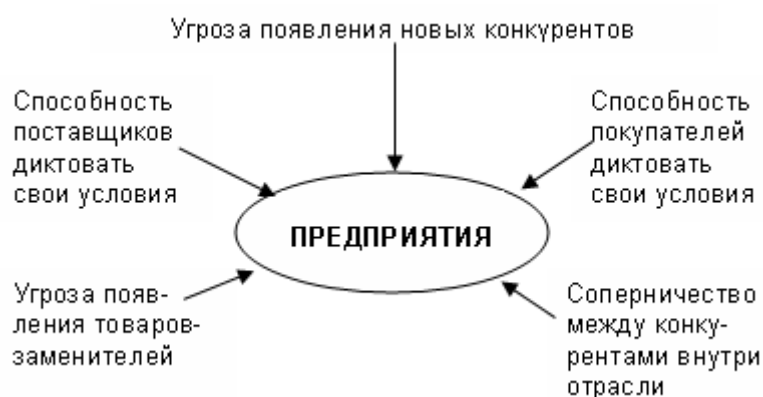 Угроза появления новых конкурентов
Способность
поставщиков
диктовать
свои условия
Способность
покупателей
диктовать
свои условия
ПРЕДПРИЯТИЯ
Угроза появ-
ления товаров-
заменителей
Соперничество
между конку-
рентами внутри
отрасли